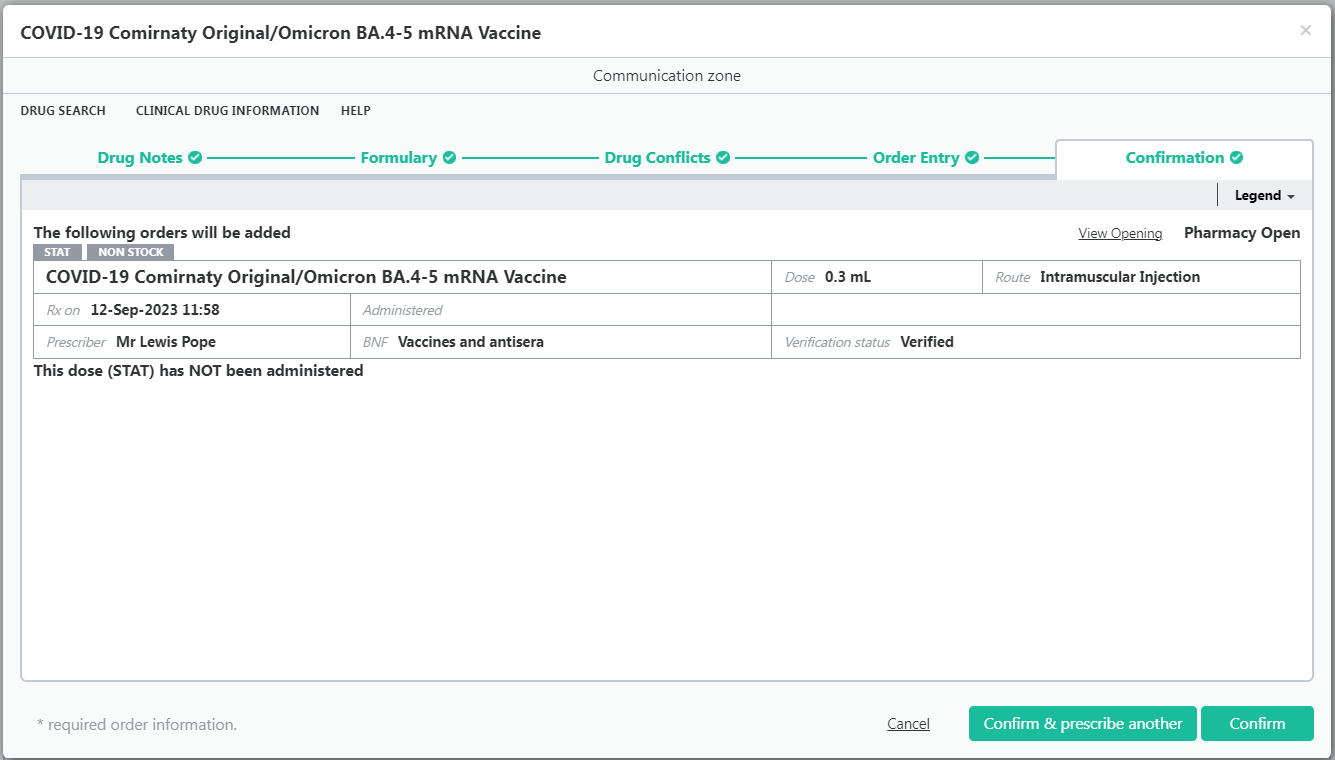 COVID-19 Comirnaty Original/Omicron BA.4-5 mRNA Vaccine ×
Communication zone
DRUG SEARCH CLINICAL DRUG INFORMATION HELP
Drug Notes Formulary Drug Conflicts Order Entry Confirmation
Legend
The following orders will be added View Opening Pharmacy Open
STAT NON STOCK
COVID-19 Comirnaty Original/Omicron BA.4-5 mRNA Vaccine Dose 0.3 mL Route Intramuscular Injection
Rx on 12-Sep-2023 11:58 Administered
Prescriber Mr Lewis Pope BNF Vaccines and antisera Verification status Verified
This dose (STAT) has NOT been administered
* required order information. Cancel Confirm & prescribe another Confirm